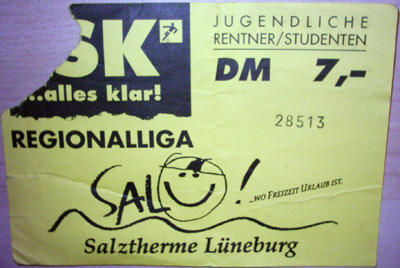 SK
JUGENDLICHE
RENTNER/STUDENTEN
DM 7,-
...alles klar!
28513
REGIONALLIGA
SALÜ!
...WO FREIZEIT URLAUB IST.
Salztherme Lüneburg